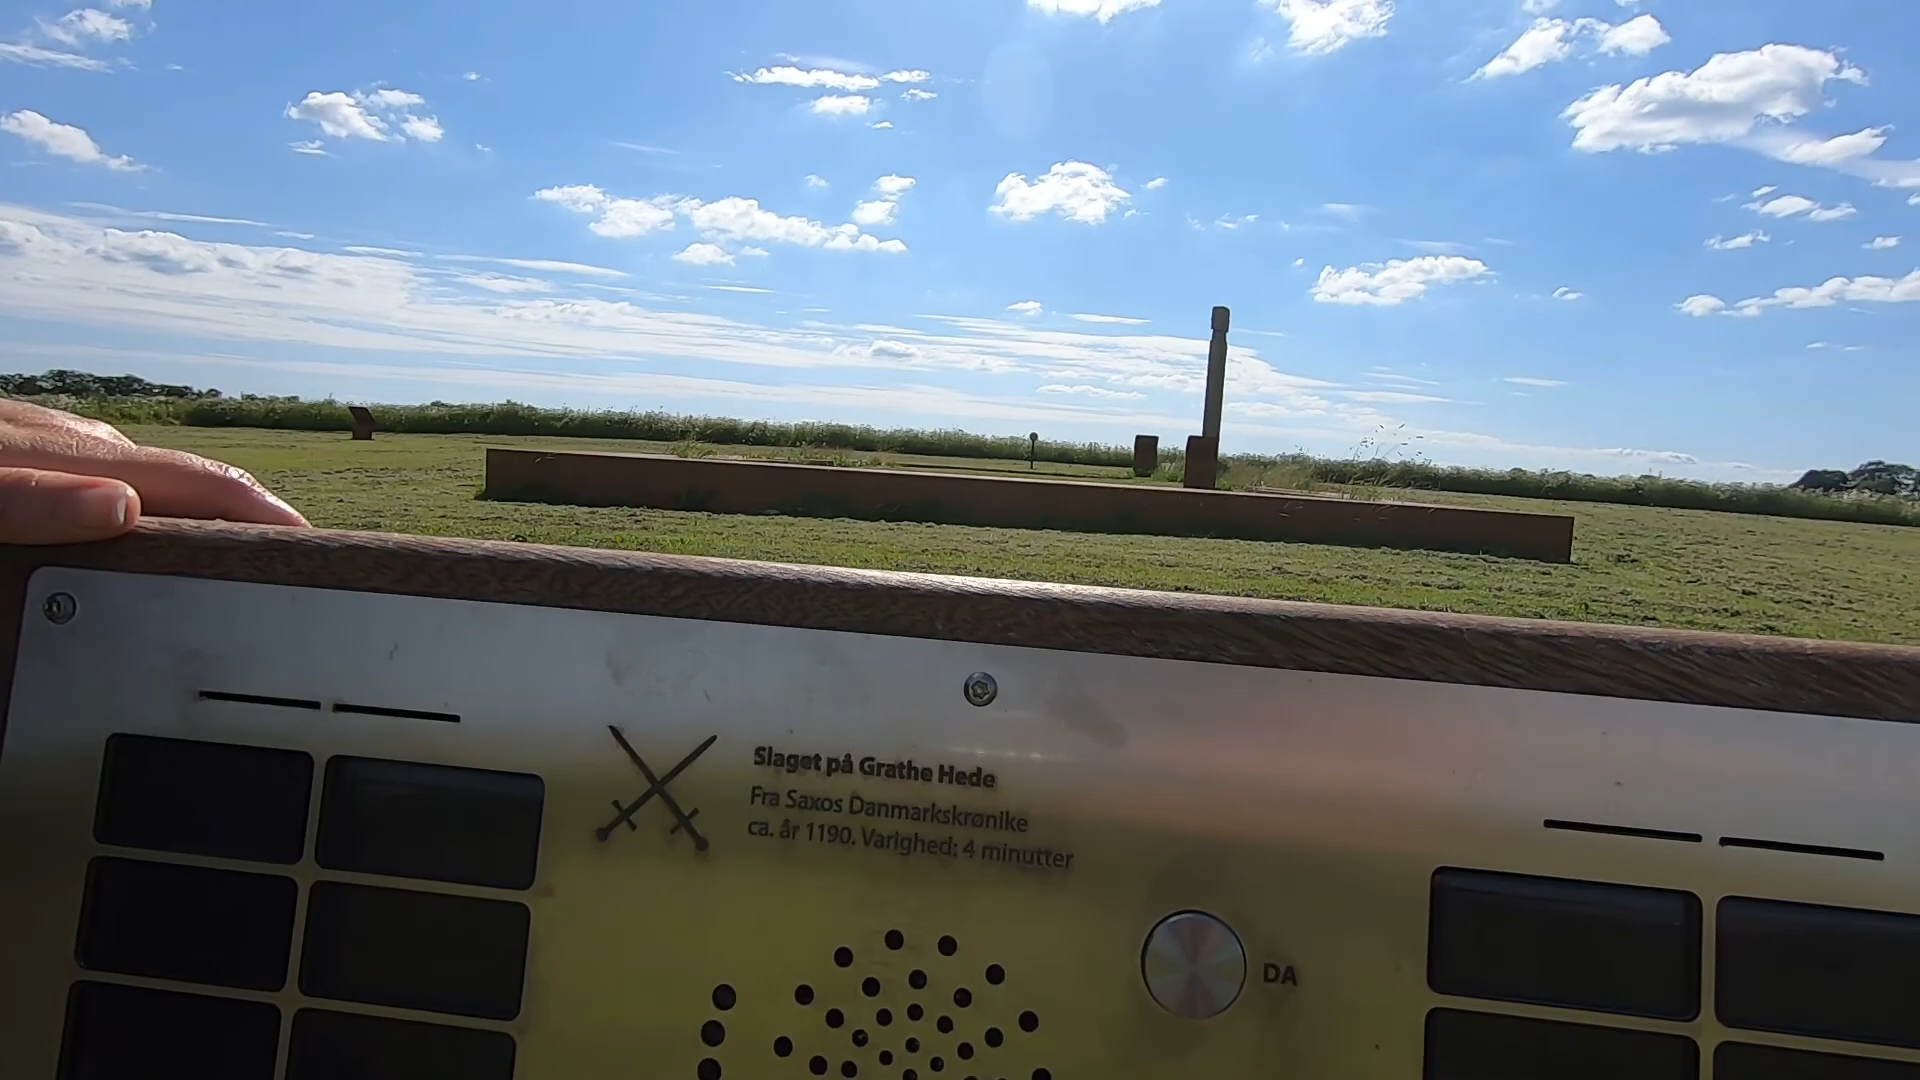 Slaget på Grathe Hede
Fra Saxos Danmarkskrønike
ca. år 1190. Varighed: 4 minutter
DA